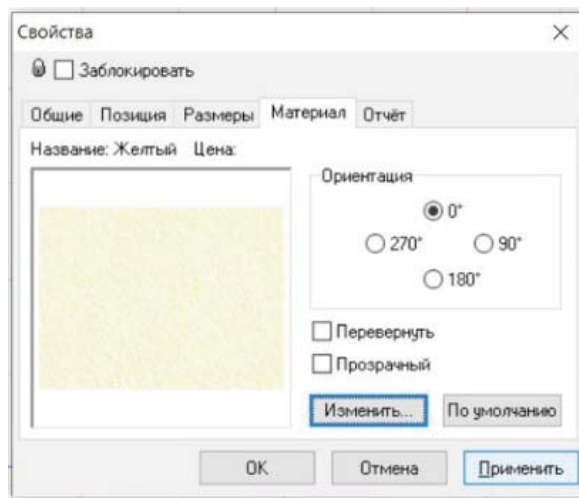 Свойства
Заблокировать
Общие Позиция Размеры Материал Отчёт
Название: Желтый Цена:
Ориентация
0°
270° 90°
180°
Перевернуть
Прозрачный
Изменить... По умолчанию
OK Отмена Применить